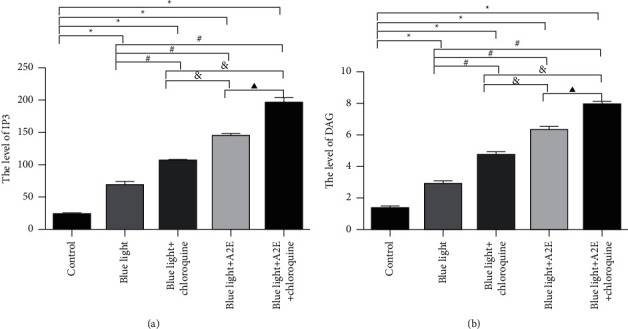 *
*
*
*
#
#
#
&
&
▲
The level of IP3
250
200
150
100
50
0
Control
Blue light
Blue light+
chloroquine
Blue light+A2E
Blue light+A2E
+chloroquine
(a)
*
*
*
*
#
#
#
&
&
▲
The level of DAG
10
8
6
4
2
0
Control
Blue light
Blue light+
chloroquine
Blue light+A2E
Blue light+A2E
+chloroquine
(b)